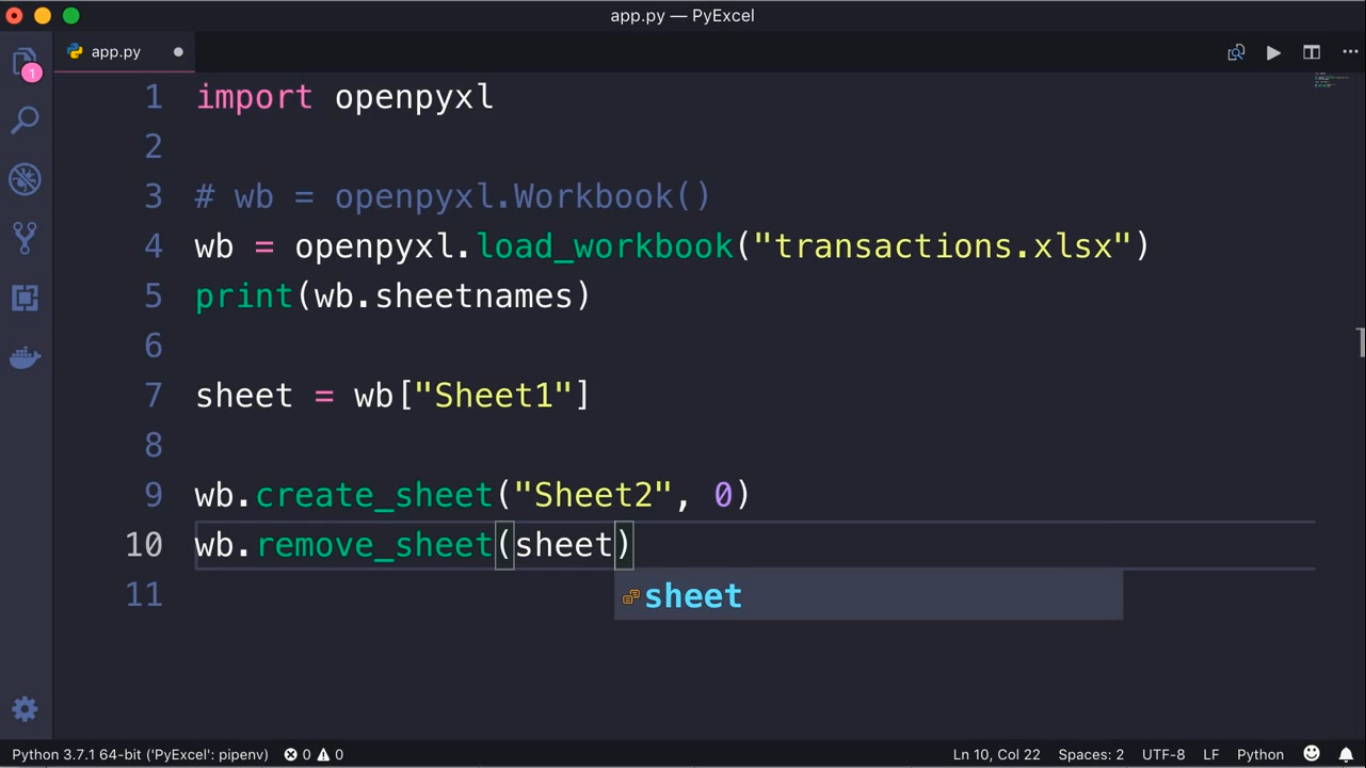 app.py — PyExcel
app.py
1
1 import openpyxl
2
3 # wb = openpyxl.Workbook()
4 wb = openpyxl.load_workbook("transactions.xlsx")
5 print(wb.sheetnames)
6
7 sheet = wb["Sheet1"]
8
9 wb.create_sheet("Sheet2", 0)
10 wb.remove_sheet(sheet)
11
sheet
Python 3.7.1 64-bit ('PyExcel': pipenv) 0 0 Ln 10, Col 22 Spaces: 2 UTF-8 LF Python